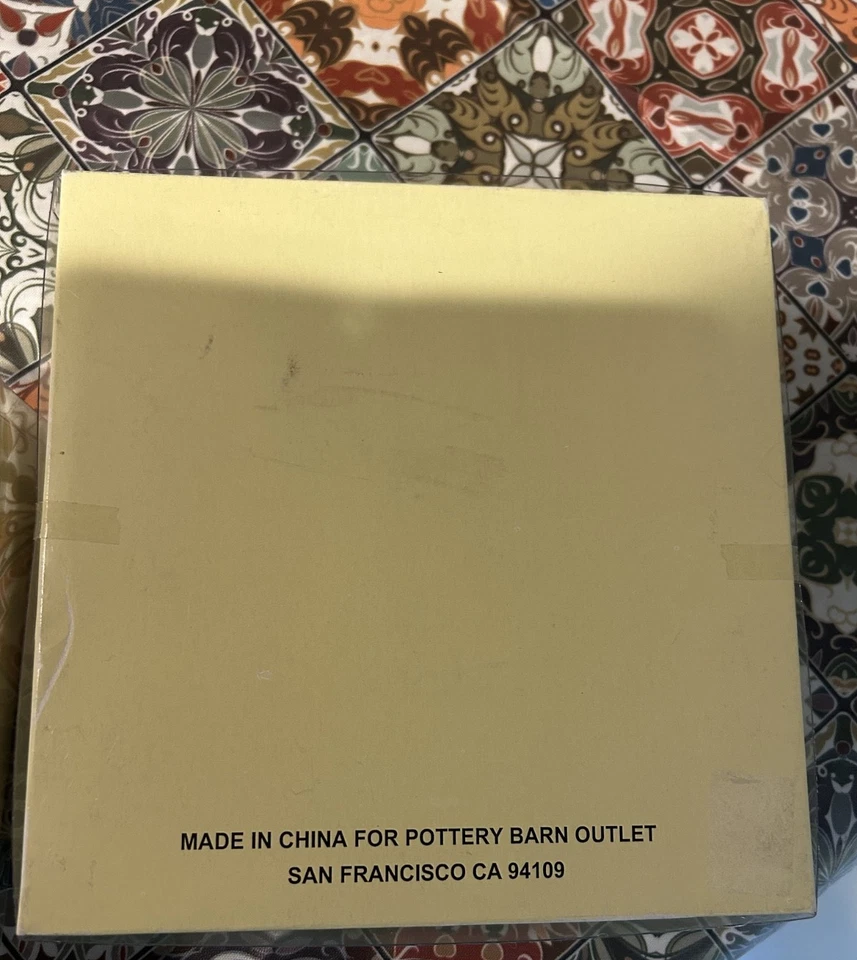 MADE IN CHINA FOR POTTERY BARN OUTLET
SAN FRANCISCO CA 94109